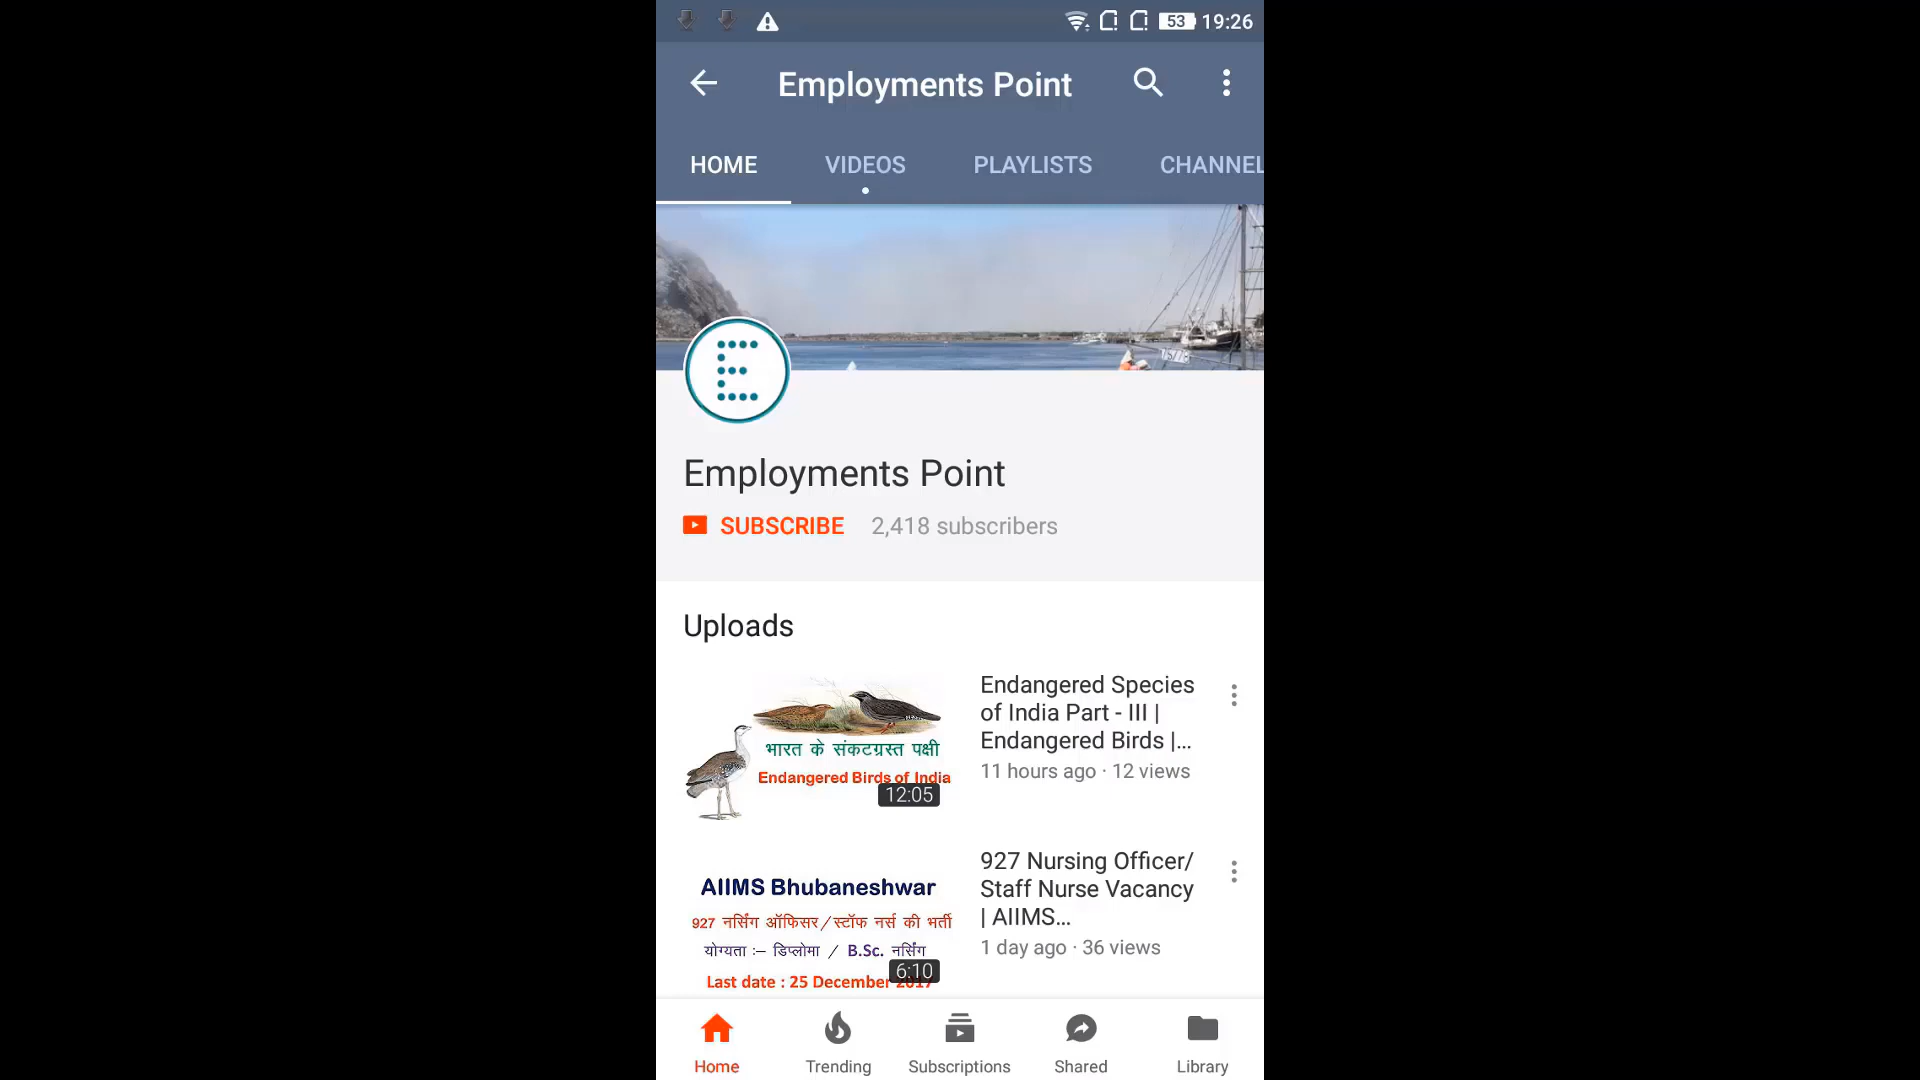 53 19:26
Employments Point
HOME VIDEOS PLAYLISTS CHANNEL
Employments Point
SUBSCRIBE 2,418 subscribers
Uploads
भारत के संकटग्रस्त पक्षी
Endangered Birds of India
12:05
Endangered Species
of India Part - III |
Endangered Birds |...
11 hours ago · 12 views
AIIMS Bhubaneshwar
927 नर्सिंग ऑफिसर/स्टॉफ नर्स की भर्ती
योग्यता :– डिप्लोमा / B.Sc. नर्सिंग
Last date : 25 December 2017
6:10
927 Nursing Officer/
Staff Nurse Vacancy
| AIIMS...
1 day ago · 36 views
Home Trending Subscriptions Shared Library